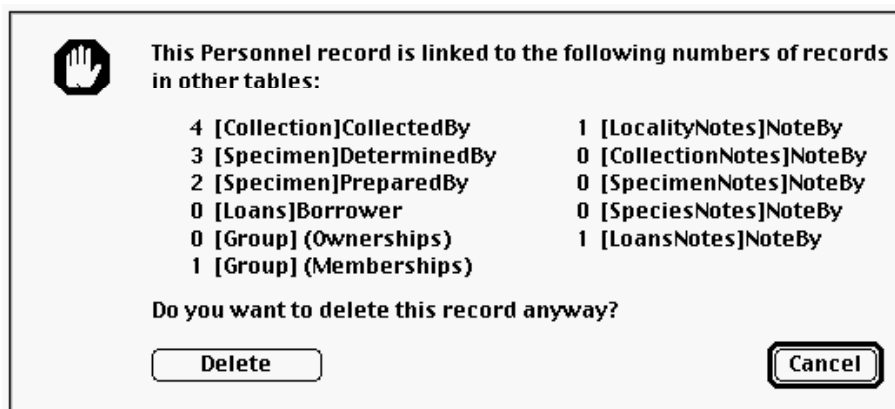 This Personnel record is linked to the following numbers of records
in other tables:
4 [Collection]CollectedBy
3 [Specimen]DeterminedBy
2 [Specimen]PreparedBy
0 [Loans]Borrower
0 [Group] (Ownerships)
1 [Group] (Memberships)
1 [LocalityNotes]NoteBy
0 [CollectionNotes]NoteBy
0 [SpecimenNotes]NoteBy
0 [SpeciesNotes]NoteBy
1 [LoansNotes]NoteBy
Do you want to delete this record anyway?
Delete
Cancel